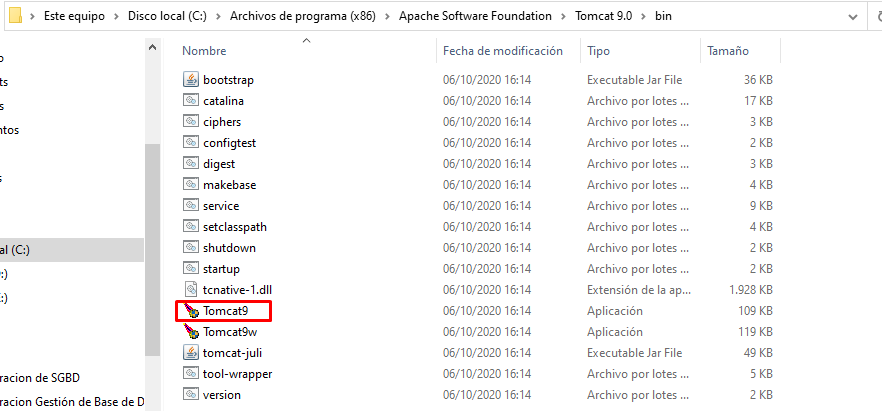 Este equipo > Disco local (C:) > Archivos de programa (x86) > Apache Software Foundation > Tomcat 9.0 > bin
Nombre Fecha de modificación Tipo Tamaño
bootstrap 06/10/2020 16:14 Executable Jar File 36 KB
catalina 06/10/2020 16:14 Archivo por lotes ... 17 KB
ciphers 06/10/2020 16:14 Archivo por lotes ... 3 KB
configtest 06/10/2020 16:14 Archivo por lotes ... 2 KB
digest 06/10/2020 16:14 Archivo por lotes ... 3 KB
makebase 06/10/2020 16:14 Archivo por lotes ... 4 KB
service 06/10/2020 16:14 Archivo por lotes ... 9 KB
setclasspath 06/10/2020 16:14 Archivo por lotes ... 4 KB
al (C:) shutdown 06/10/2020 16:14 Archivo por lotes ... 2 KB
:) startup 06/10/2020 16:14 Archivo por lotes ... 2 KB
:) tcnative-1.dll 06/10/2020 16:14 Extensión de la ap... 1.928 KB
Tomcat9 06/10/2020 16:14 Aplicación 109 KB
Tomcat9w 06/10/2020 16:14 Aplicación 119 KB
tomcat-juli 06/10/2020 16:14 Executable Jar File 49 KB
racion de SGBD tool-wrapper 06/10/2020 16:14 Archivo por lotes ... 5 KB
racion Gestión de Base de D version 06/10/2020 16:14 Archivo por lotes ... 2 KB